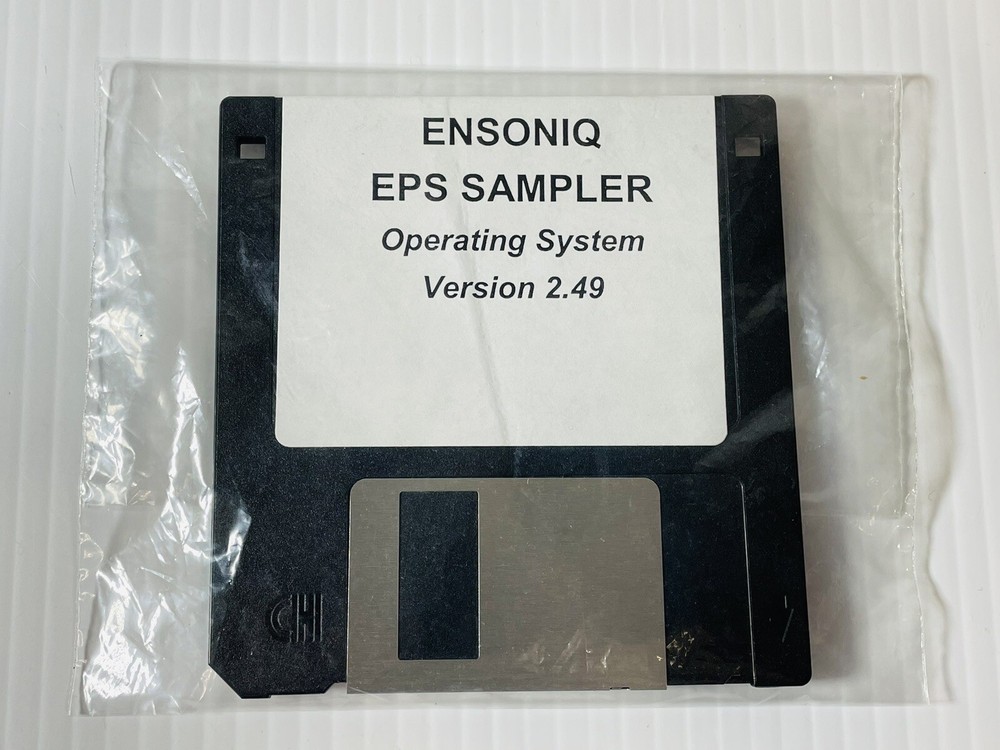 ENSONIQ
EPS SAMPLER
Operating System
Version 2.49